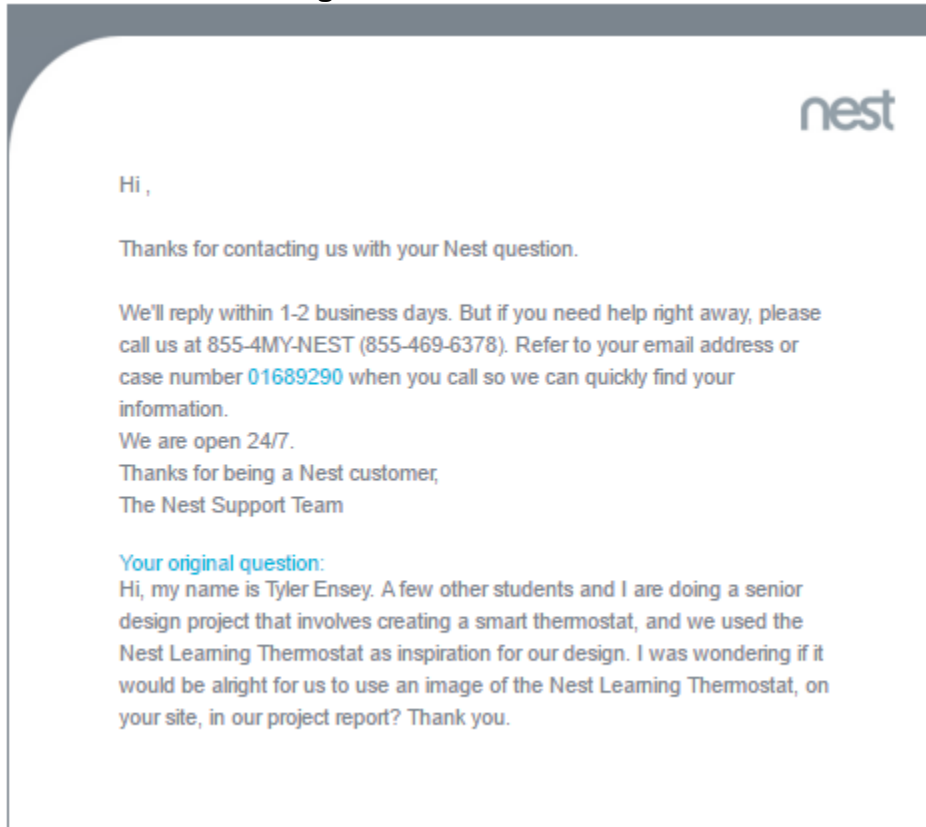 nest
Hi ,
Thanks for contacting us with your Nest question.
We'll reply within 1-2 business days. But if you need help right away, please
call us at 855-4MY-NEST (855-469-6378). Refer to your email address or
case number 01689290 when you call so we can quickly find your
information.
We are open 24/7.
Thanks for being a Nest customer,
The Nest Support Team
Your original question:
Hi, my name is Tyler Ensey. A few other students and I are doing a senior
design project that involves creating a smart thermostat, and we used the
Nest Learning Thermostat as inspiration for our design. I was wondering if it
would be alright for us to use an image of the Nest Learning Thermostat, on
your site, in our project report? Thank you.